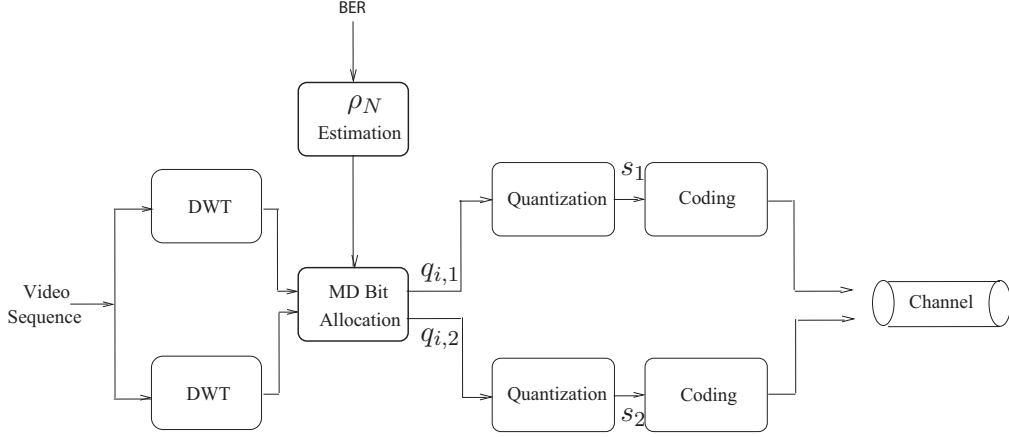 BER
ρ_N
Estimation
DWT
Quantization
s_1
Coding
Video
Sequence
MD Bit
Allocation
q_{i,1}
q_{i,2}
Channel
DWT
Quantization
s_2
Coding